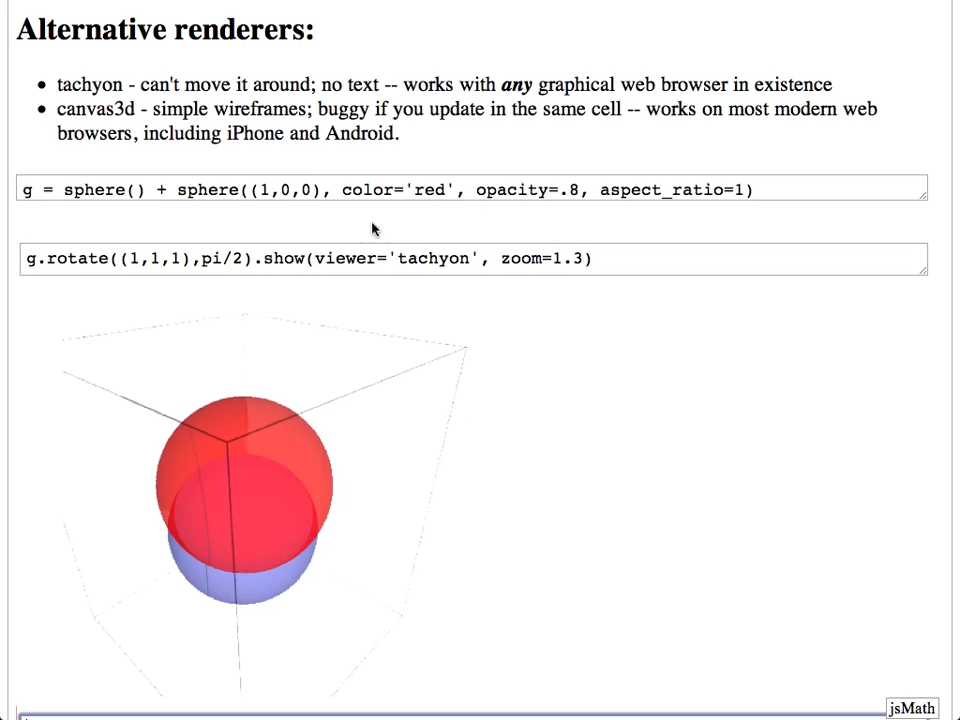 Alternative renderers:
tachyon - can't move it around; no text -- works with any graphical web browser in existence
canvas3d - simple wireframes; buggy if you update in the same cell -- works on most modern web
browsers, including iPhone and Android.
g = sphere() + sphere((1,0,0), color='red', opacity=.8, aspect_ratio=1)
g.rotate((1,1,1),pi/2).show(viewer='tachyon', zoom=1.3)
jsMath